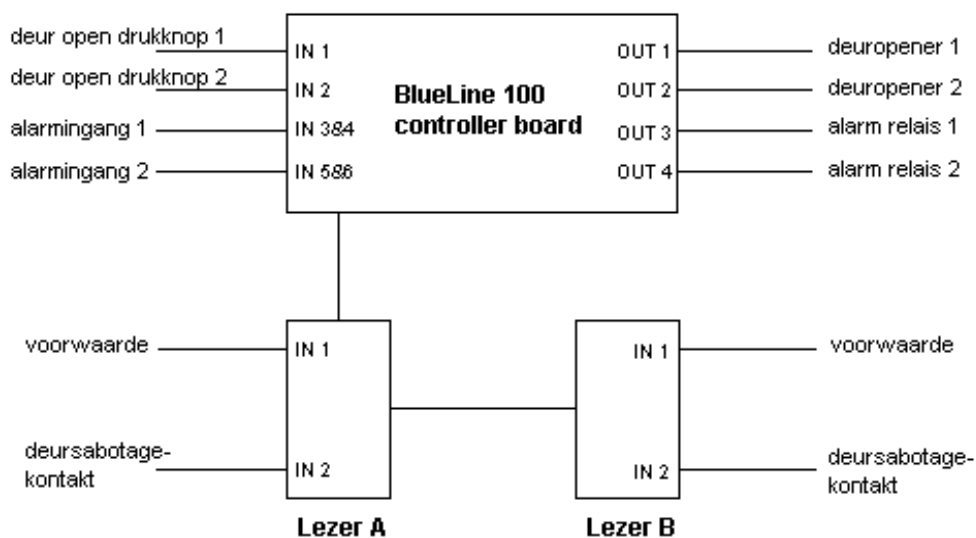 deur open drukknop 1
deur open drukknop 2
alarmingang 1
alarmingang 2
IN 1
IN 2
IN 3&4
IN 5&6
BlueLine 100
controller board
OUT 1
OUT 2
OUT 3
OUT 4
deuropener 1
deuropener 2
alarm relais 1
alarm relais 2
voorwaarde
deursabotage-
kontakt
IN 1
IN 2
Lezer A
IN 1
IN 2
Lezer B
voorwaarde
deursabotage-
kontakt